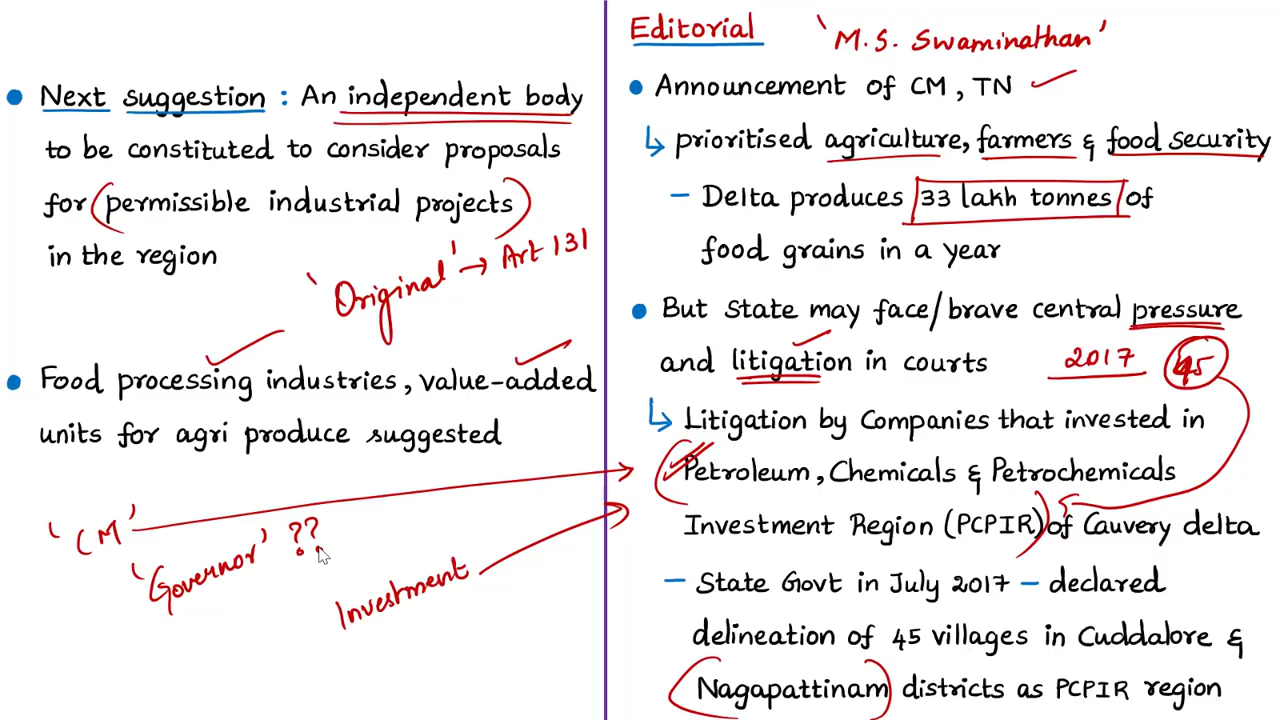 • Next suggestion : An independent body
to be constituted to consider proposals
for (permissible industrial projects)
in the region
'Original' → Art 131
• Food processing industries, value-added
units for agri produce suggested
'CM'
'Governor' ??
Investment
Editorial 'M.S. Swaminathan'
• Announcement of CM, TN ✓
↳ prioritised agriculture, farmers & food security
- Delta produces 33 lakh tonnes of
food grains in a year
• But State may face/brave central pressure
and litigation in courts 2017 45
↳ Litigation by Companies that invested in
(Petroleum, Chemicals & Petrochemicals
Investment Region (PCPIR)) of Cauvery delta
- State Govt in July 2017 - declared
delineation of 45 villages in Cuddalore &
(Nagapattinam) districts as PCPIR region